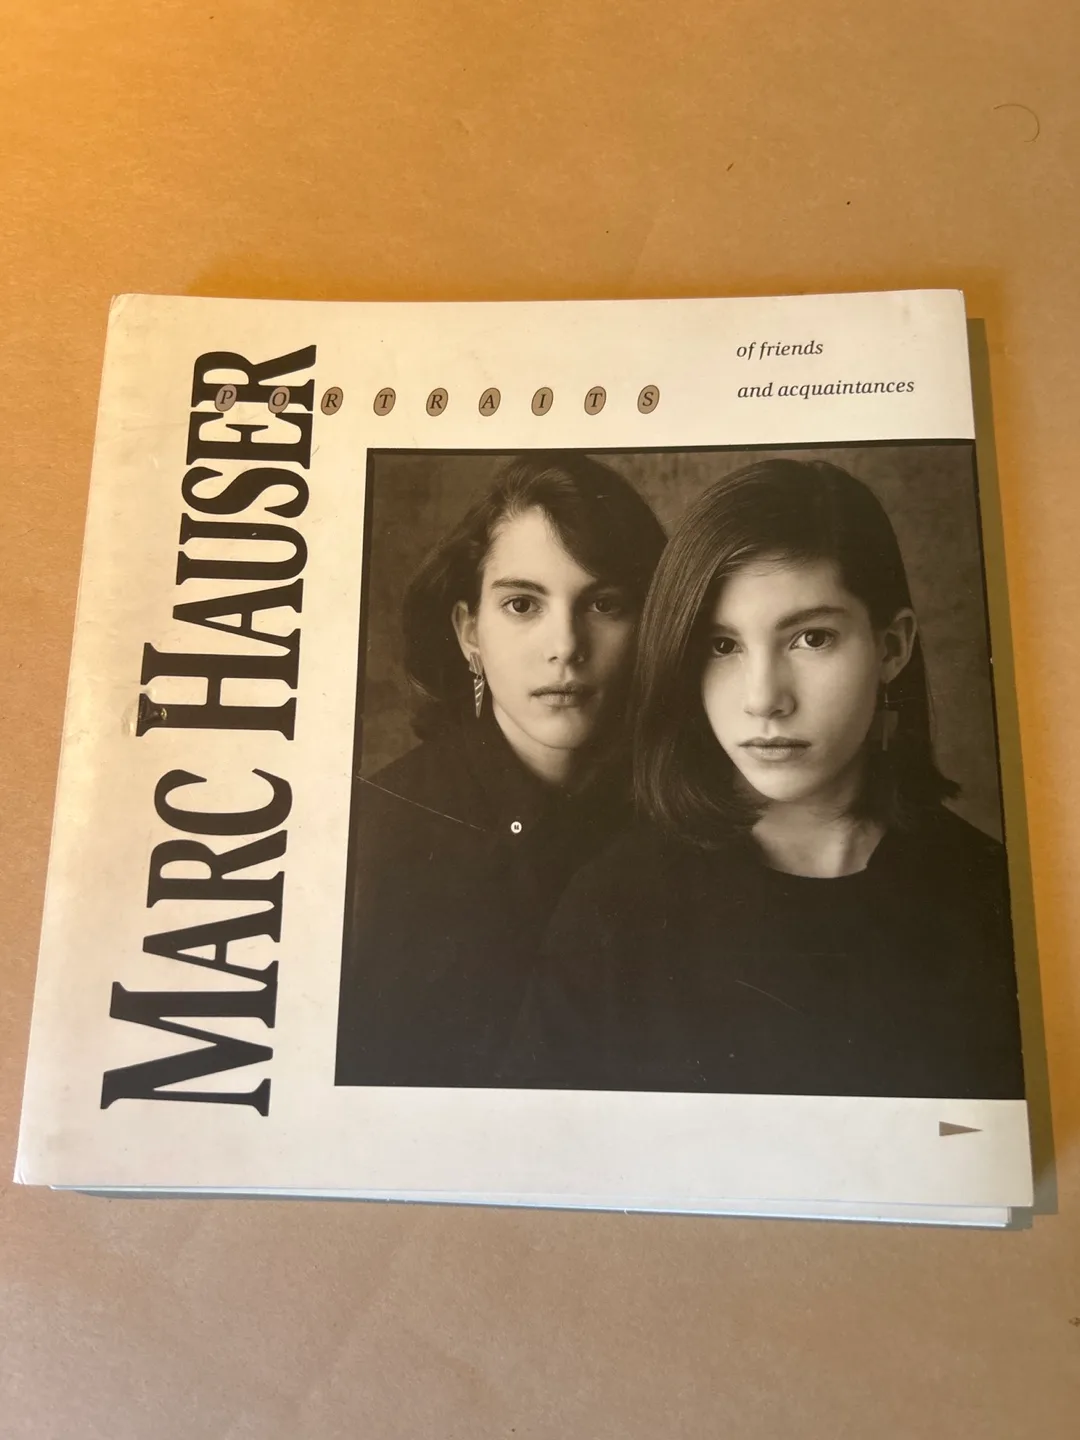 MARC HAUSER
PORTRAITS
of friends
and acquaintances